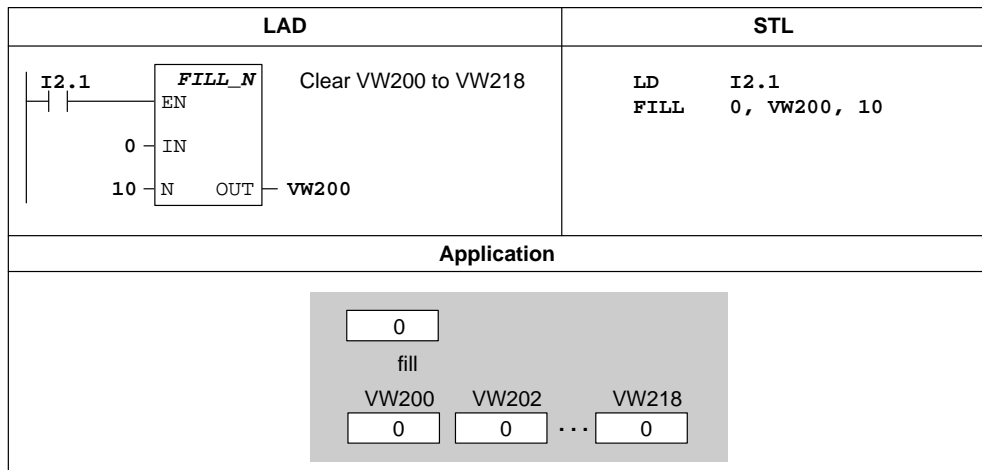 LAD
STL
I2.1
FILL_N
Clear VW200 to VW218
EN
0 IN
10 N OUT VW200
LD I2.1
FILL 0, VW200, 10
Application
0
fill
VW200 VW202 VW218
0 0 ... 0